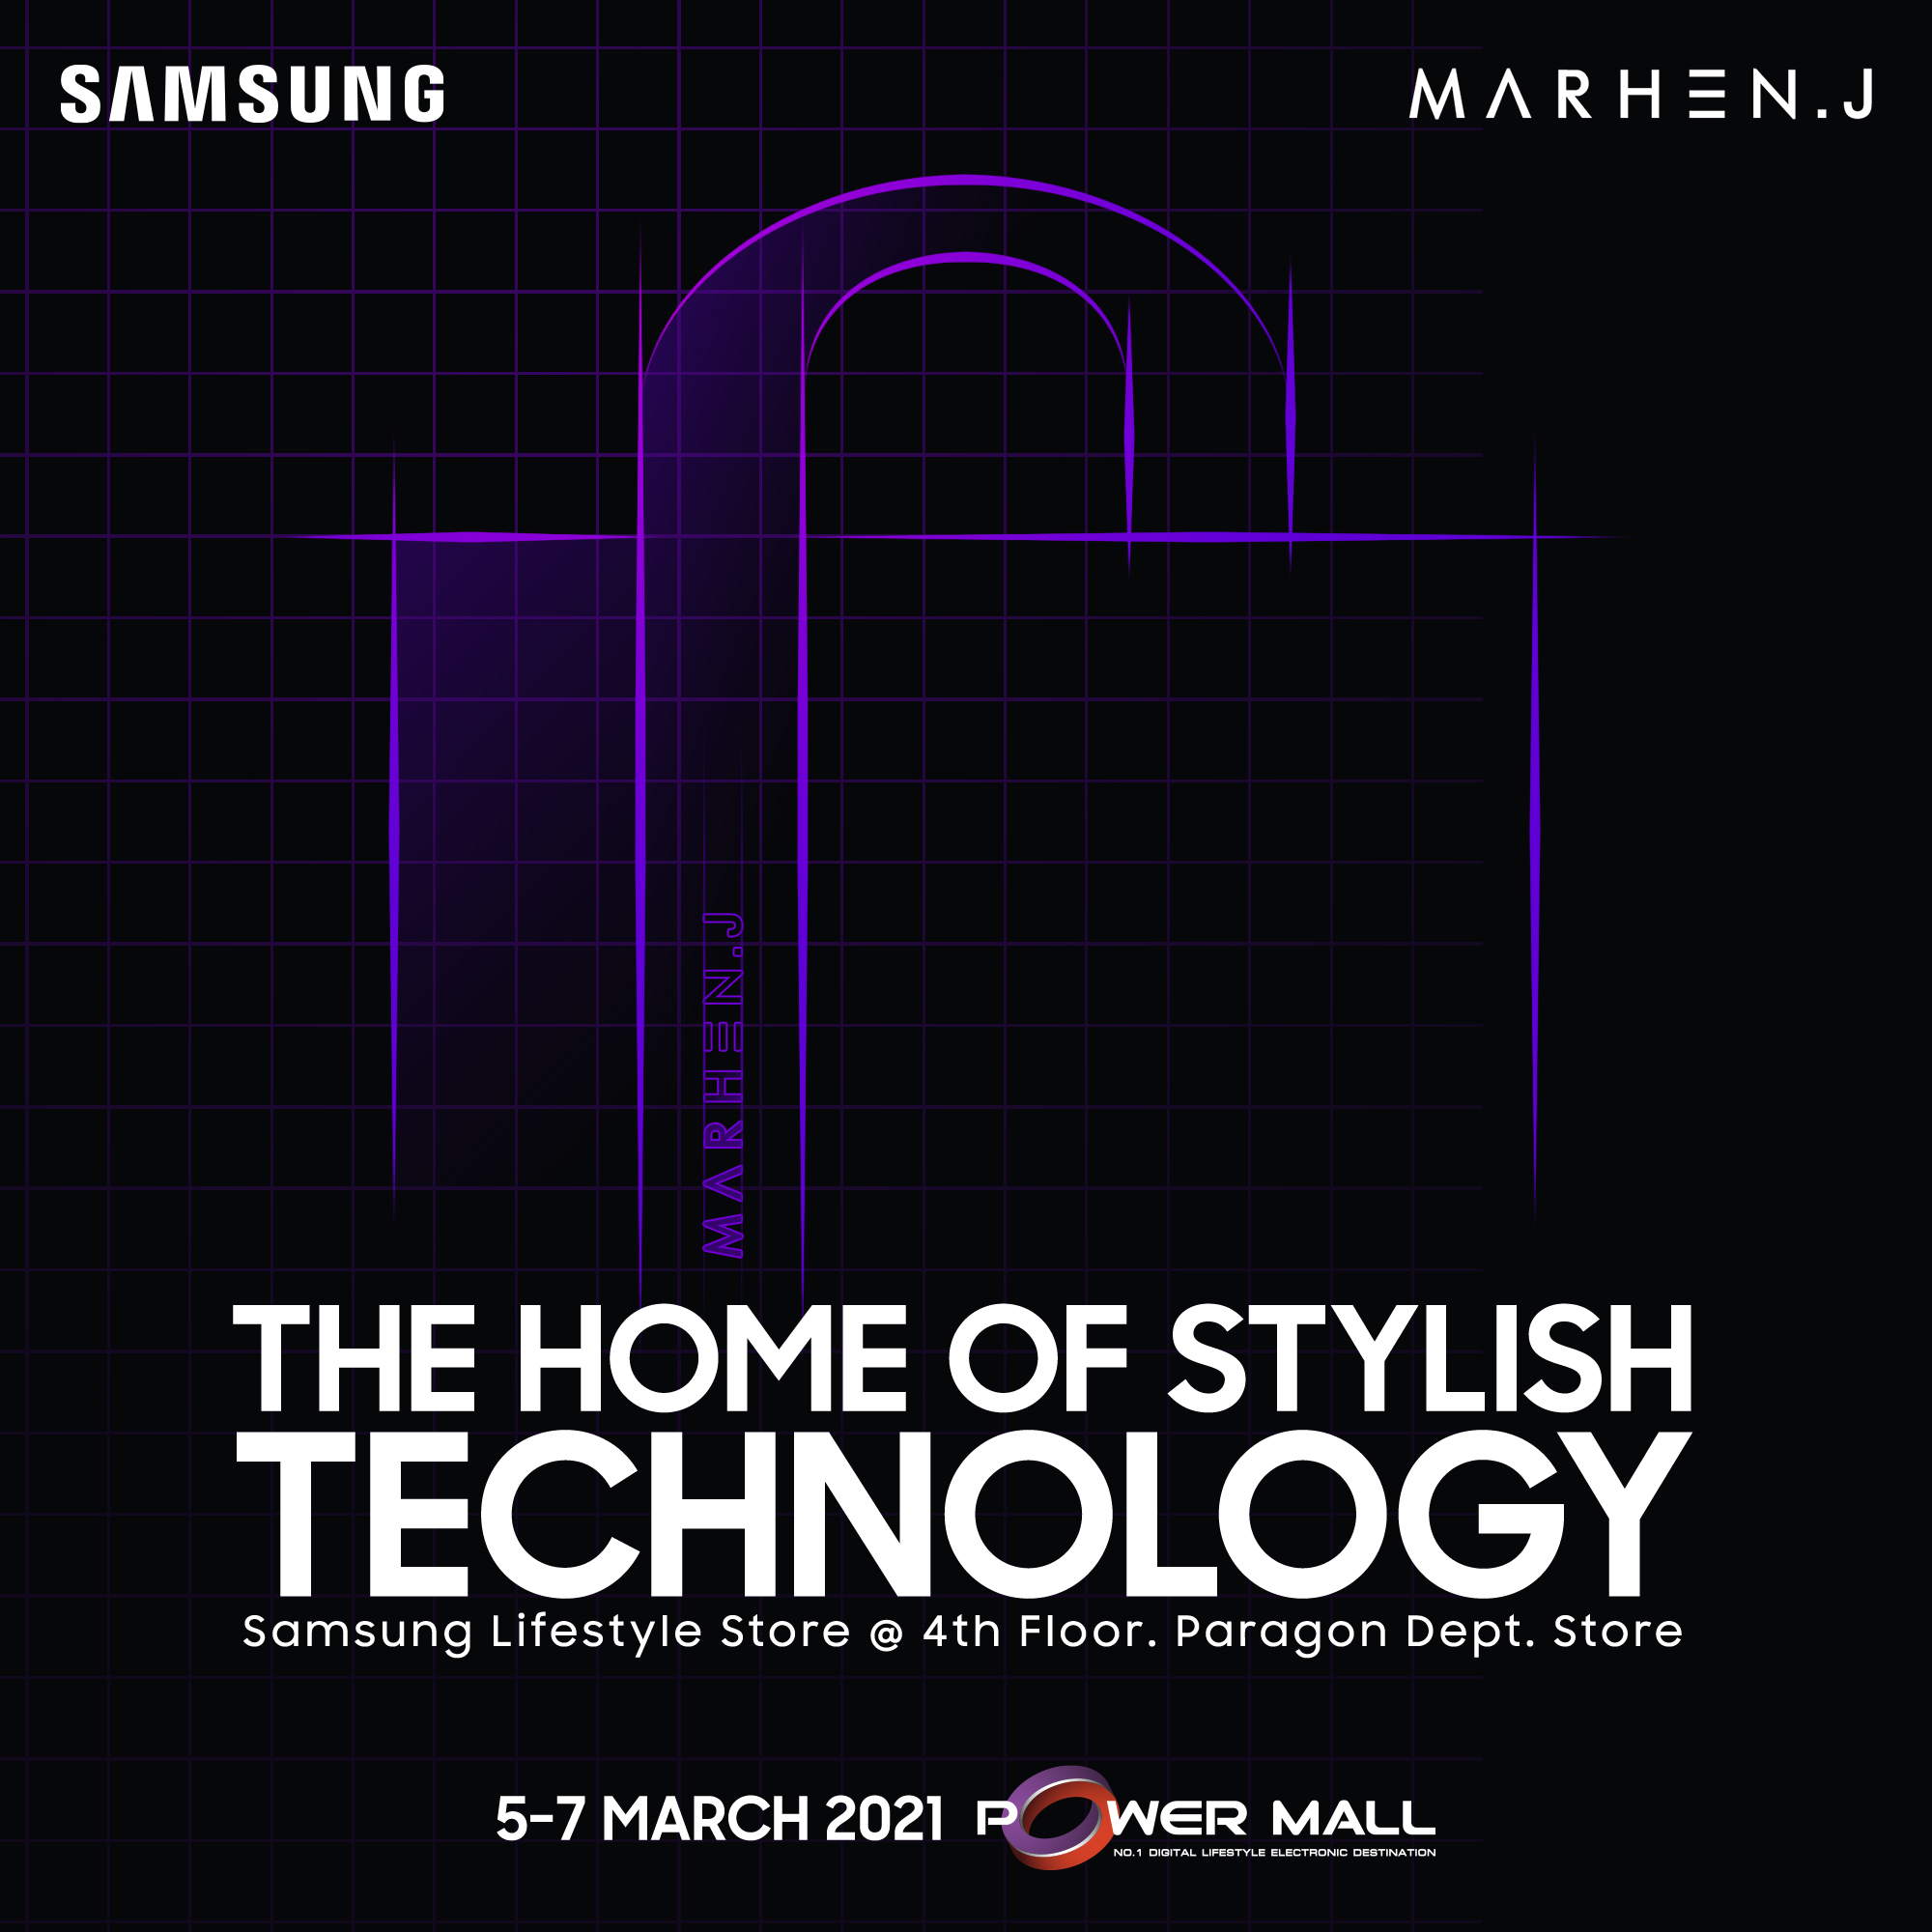 SAMSUNG
MARHEN.J
MARHEN.J
THE HOME OF STYLISH
TECHNOLOGY
Samsung Lifestyle Store @ 4th Floor. Paragon Dept. Store
5-7 MARCH 2021
POWER MALL
NO.1 DIGITAL LIFESTYLE ELECTRONIC DESTINATION